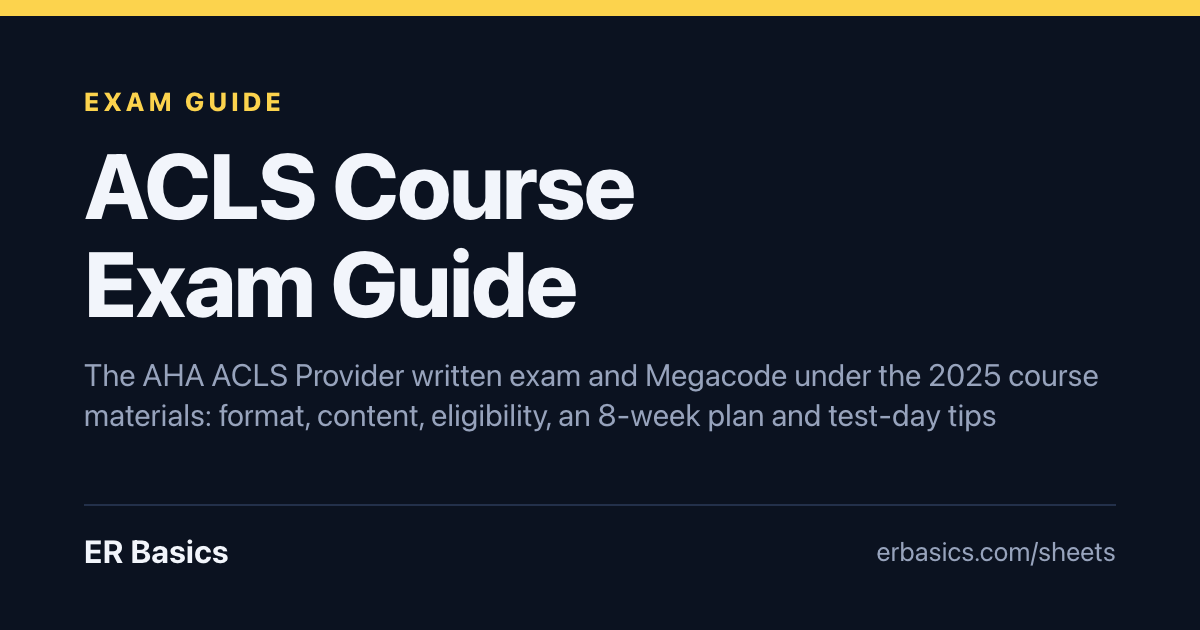 EXAM GUIDE
ACLS Course
Exam Guide
The AHA ACLS Provider written exam and Megacode under the 2025 course
materials: format, content, eligibility, an 8-week plan and test-day tips
ER Basics
erbasics.com/sheets